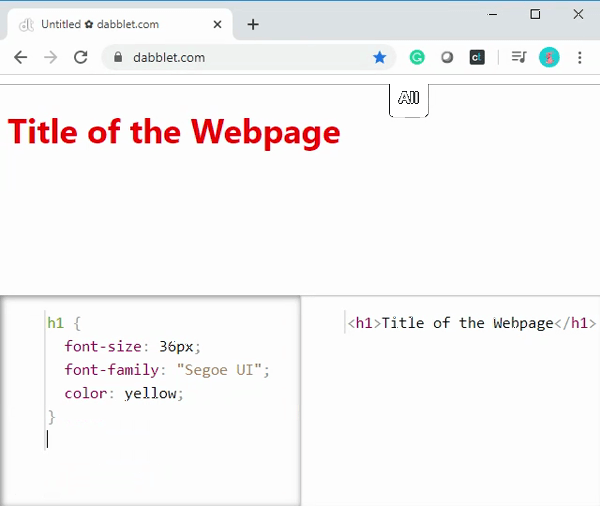 Untitled ✿ dabblet.com
dabblet.com
All
Title of the Webpage
h1 {
font-size: 36px;
font-family: "Segoe UI";
color: yellow;
}
<h1>Title of the Webpage</h1>